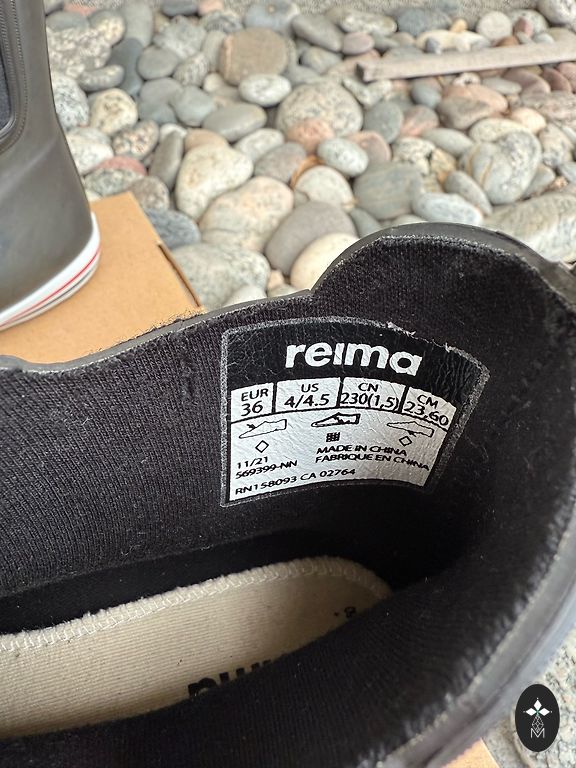 reima
EUR US CN CM
36 4/4.5 230(1,5) 23,60
11/21
569399-NN
MADE IN CHINA
FABRIQUE EN CHINA
RN158093 CA 02764